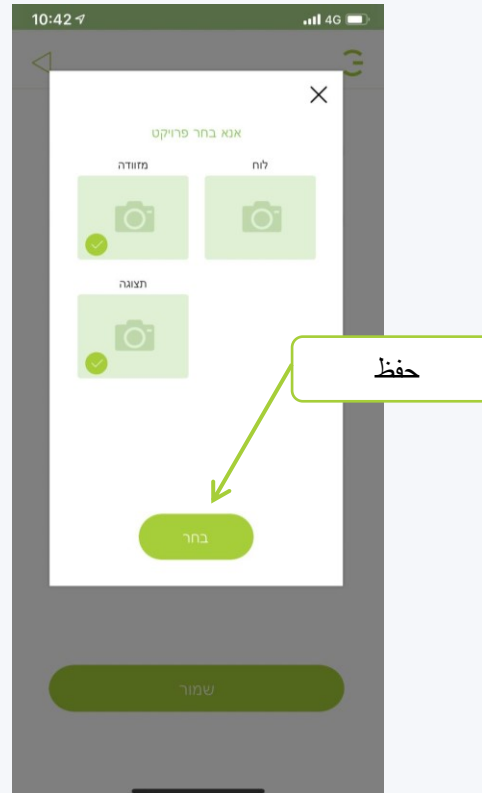 10:42
4G
אנא בחר פרויקט
לוח
מזוודה
תצוגה
حفظ
בחר
שמור